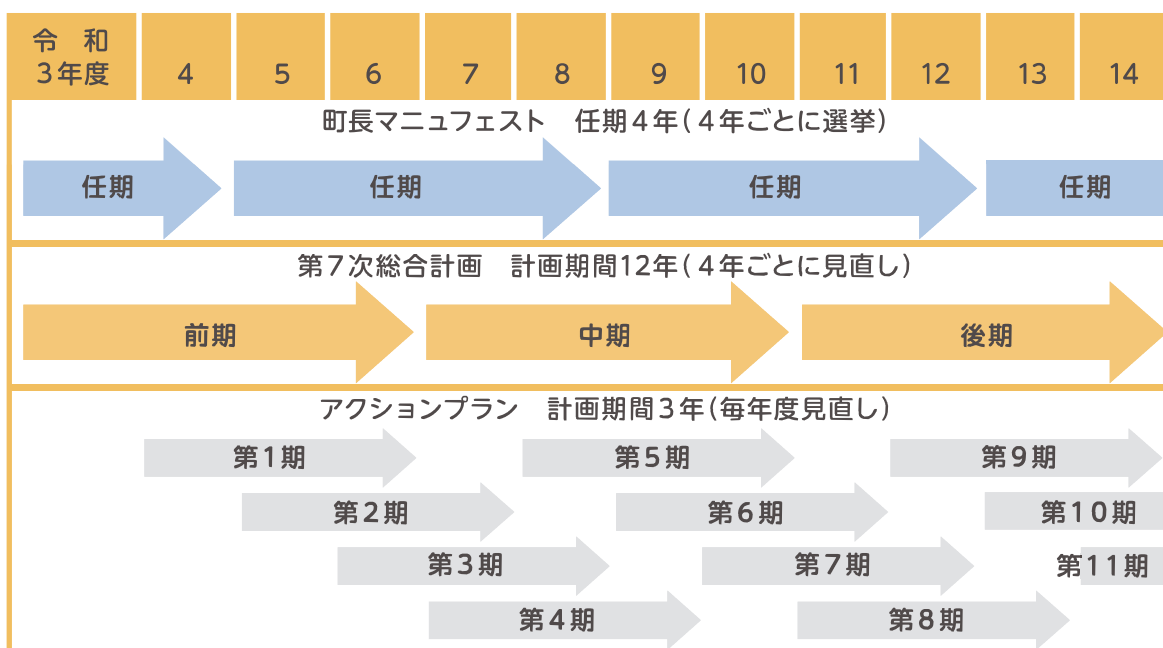 令　和
３年度 4 5 6 7 8 9 10 11 12 13 14
町長マニュフェスト　任期４年（４年ごとに選挙）
任期 任期 任期 任期
第７次総合計画　計画期間12年（４年ごとに見直し）
前期 中期 後期
アクションプラン　計画期間３年（毎年度見直し）
第１期 第５期 第９期
第２期 第６期 第１０期
第３期 第７期 第１１期
第４期 第８期